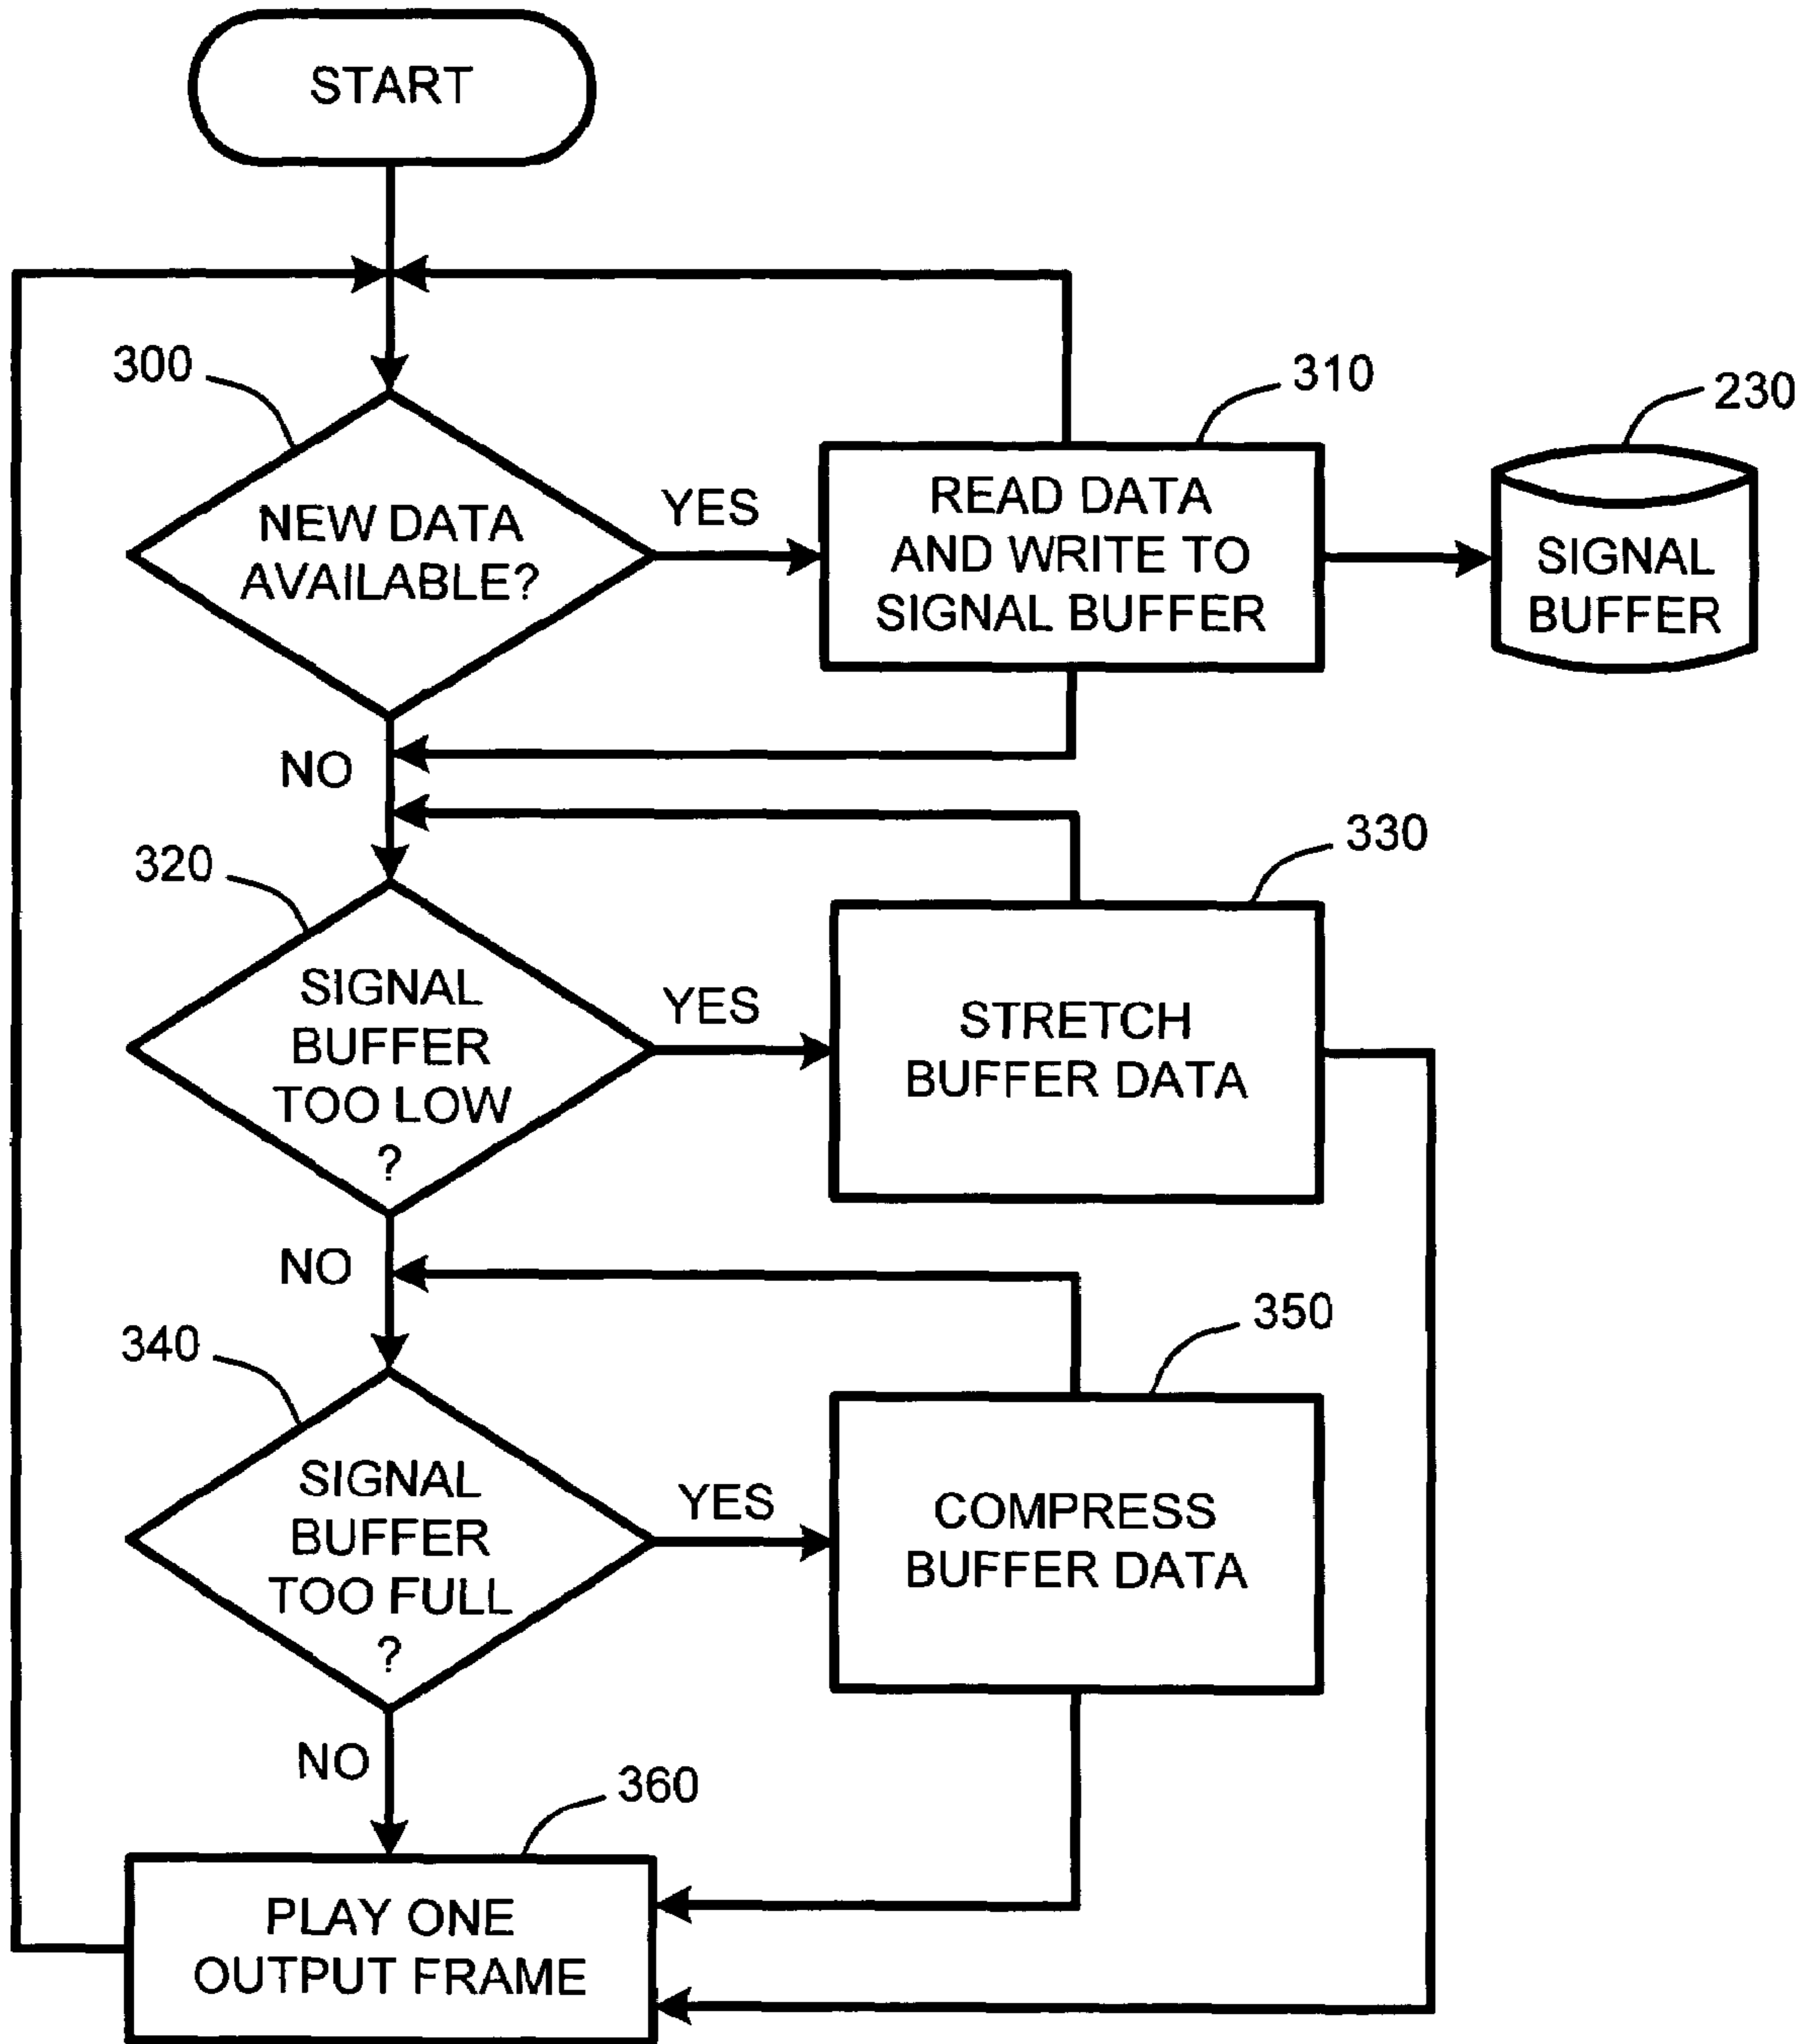 START
300
NEW DATA
AVAILABLE?
YES
310
READ DATA
AND WRITE TO
SIGNAL BUFFER
230
SIGNAL
BUFFER
NO
320
SIGNAL
BUFFER
TOO LOW
?
YES
330
STRETCH
BUFFER DATA
NO
340
SIGNAL
BUFFER
TOO FULL
?
YES
350
COMPRESS
BUFFER DATA
NO
360
PLAY ONE
OUTPUT FRAME